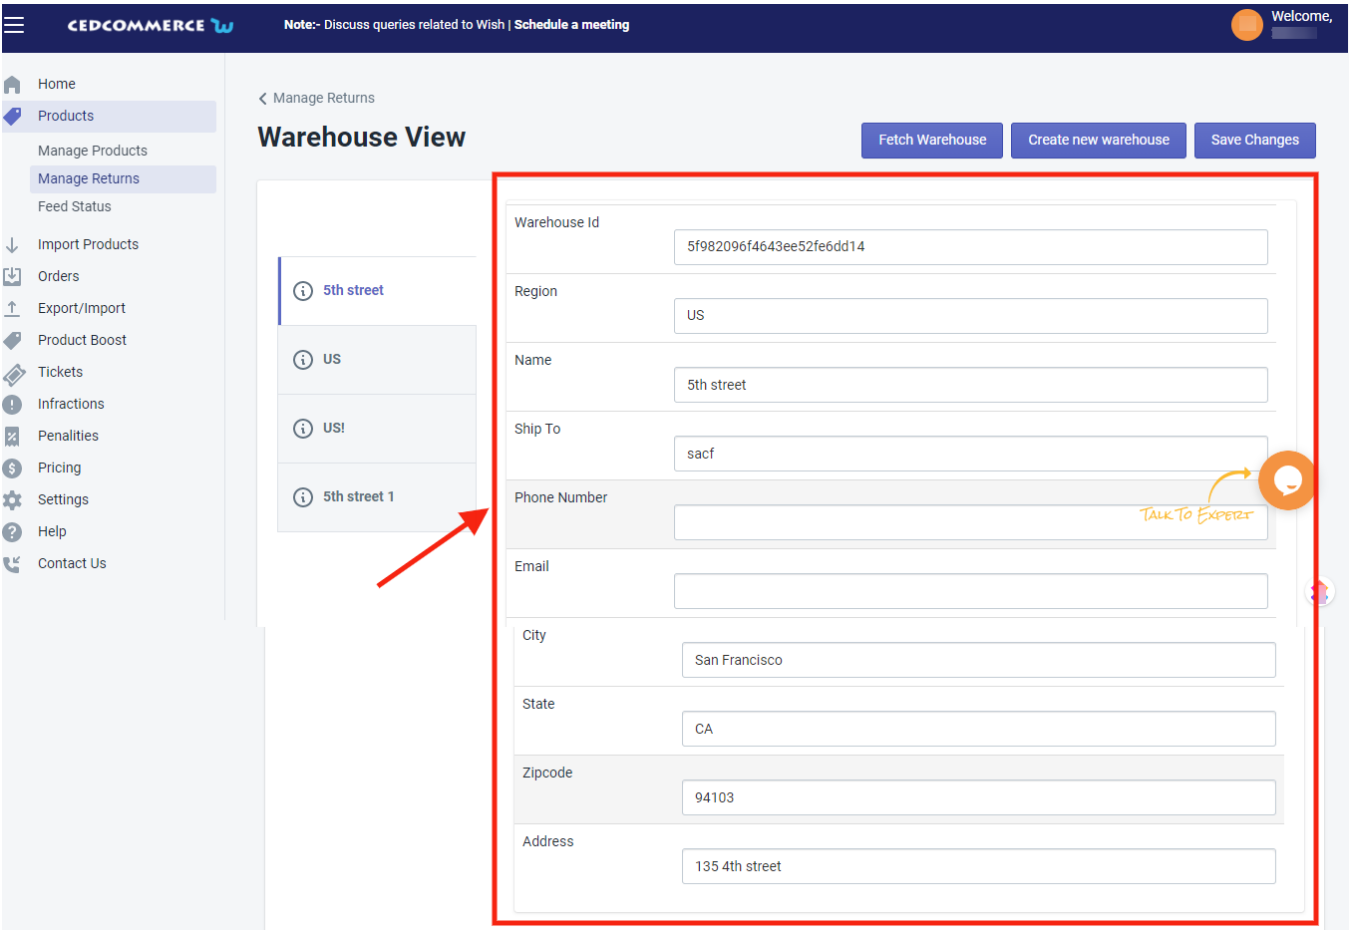 CEDCOMMERCE
Note:- Discuss queries related to Wish | Schedule a meeting
Welcome,
Home
Products
Manage Products
Manage Returns
Feed Status
Import Products
Orders
Export/Import
Product Boost
Tickets
Infractions
Penalities
Pricing
Settings
Help
Contact Us
Manage Returns
Warehouse View
Fetch Warehouse
Create new warehouse
Save Changes
5th street
US
US!
5th street 1
Warehouse Id
5f982096f4643ee52fe6dd14
Region
US
Name
5th street
Ship To
sacf
Phone Number
Talk To Expert
Email
City
San Francisco
State
CA
Zipcode
94103
Address
135 4th street